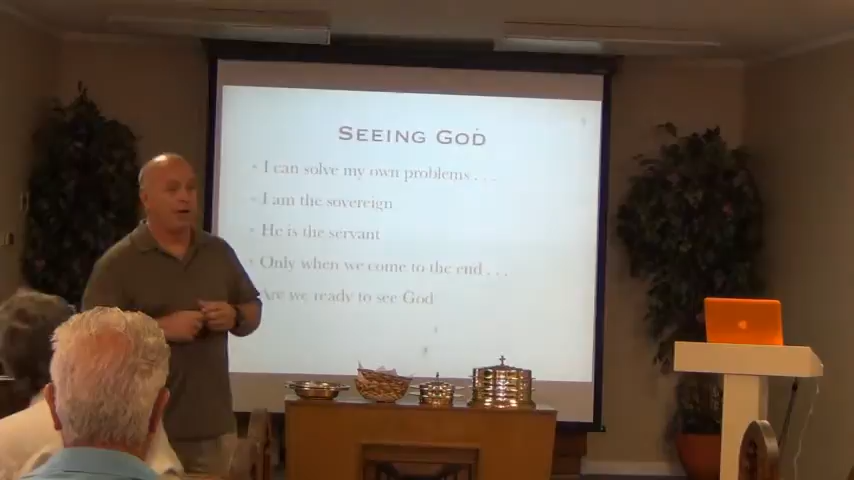 SEEING GOD
• I can solve my own problems . . .
• I am the sovereign
• He is the servant
• Only when we come to the end . . .
Are we ready to see God